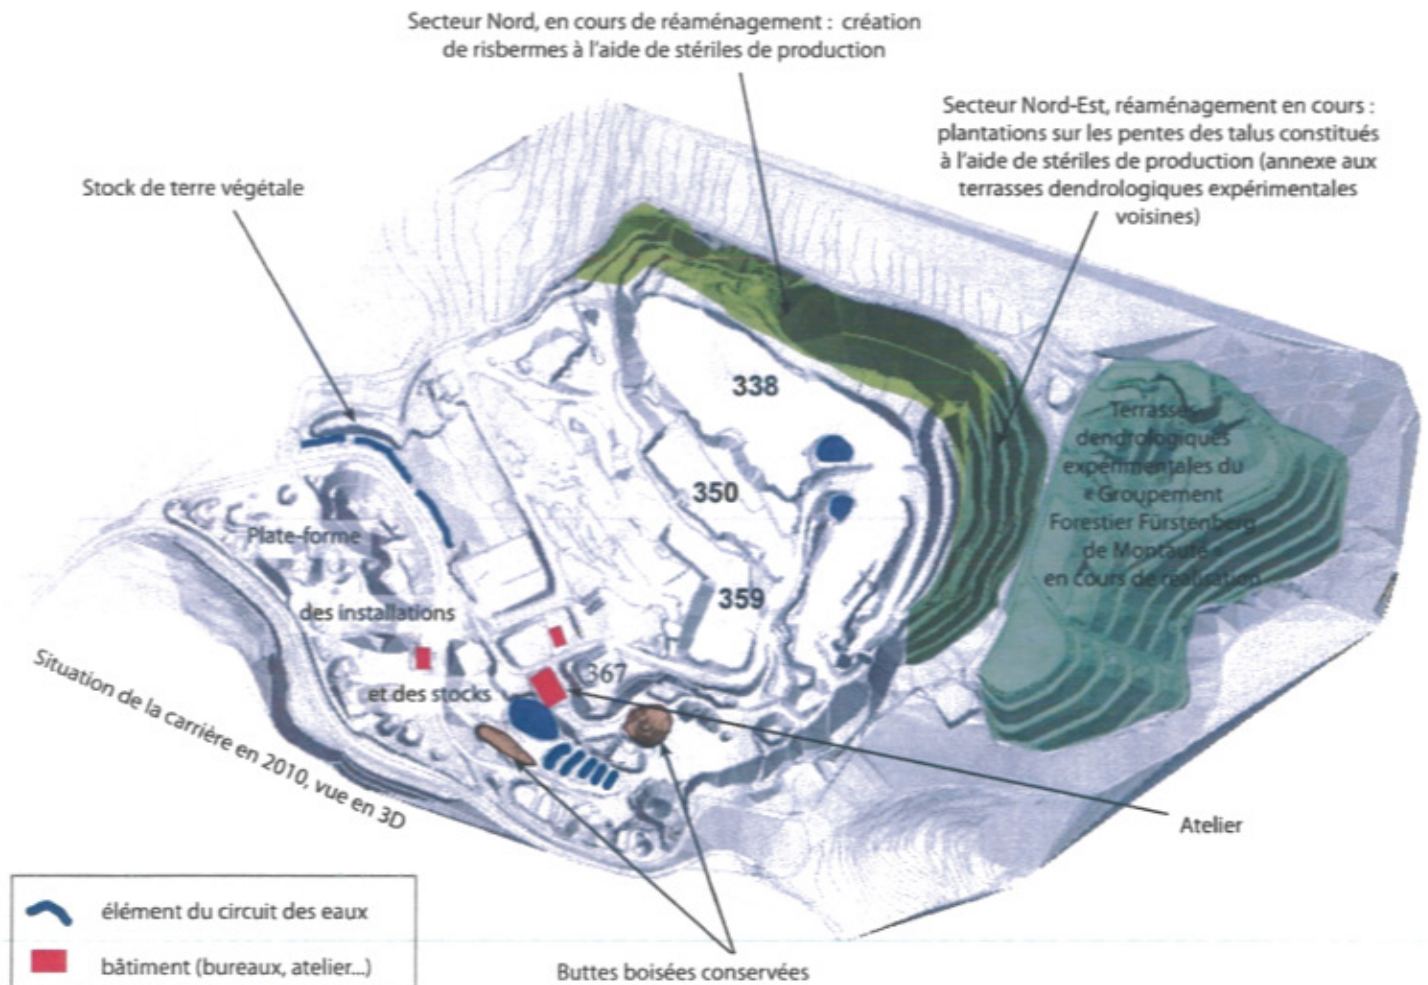 Secteur Nord, en cours de réaménagement : création
de risbermes à l'aide de stériles de production
Secteur Nord-Est, réaménagement en cours :
plantations sur les pentes des talus constitués
à l'aide de stériles de production (annexe aux
terrasses dendrologiques expérimentales
voisines)
Stock de terre végétale
338
350
359
367
Terrasses
dendrologiques
expérimentales du
« Groupement
Forestier Fürstenberg
de Montauté »
en cours de réalisation
Plate-forme
des installations
et des stocks
Situation de la carrière en 2010, vue en 3D
Atelier
Buttes boisées conservées
élément du circuit des eaux
bâtiment (bureaux, atelier...)